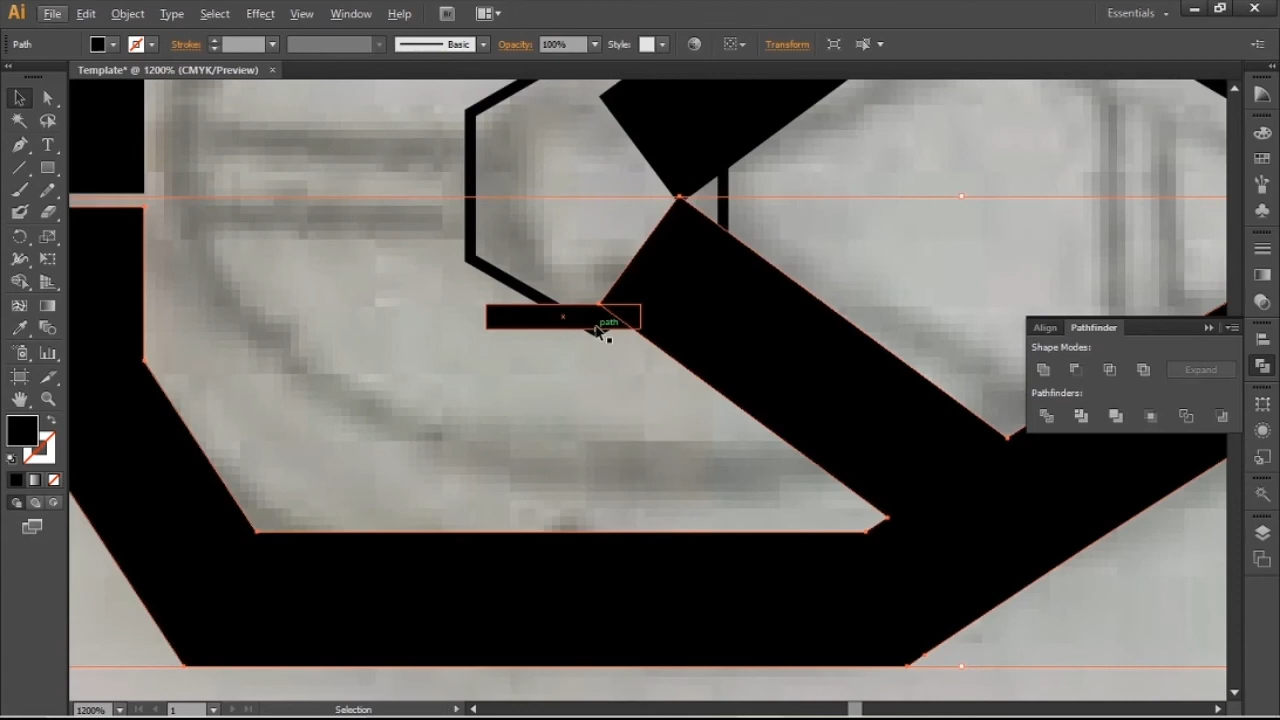 Ai File Edit Object Type Select Effect View Window Help Br Essentials
Path Stroke: Basic Opacity: 100% Style: Transform
Template* @ 1200% (CMYK/Preview) ×
T
path
Align Pathfinder
Shape Modes:
Expand
Pathfinders:
1200% 1 Selection